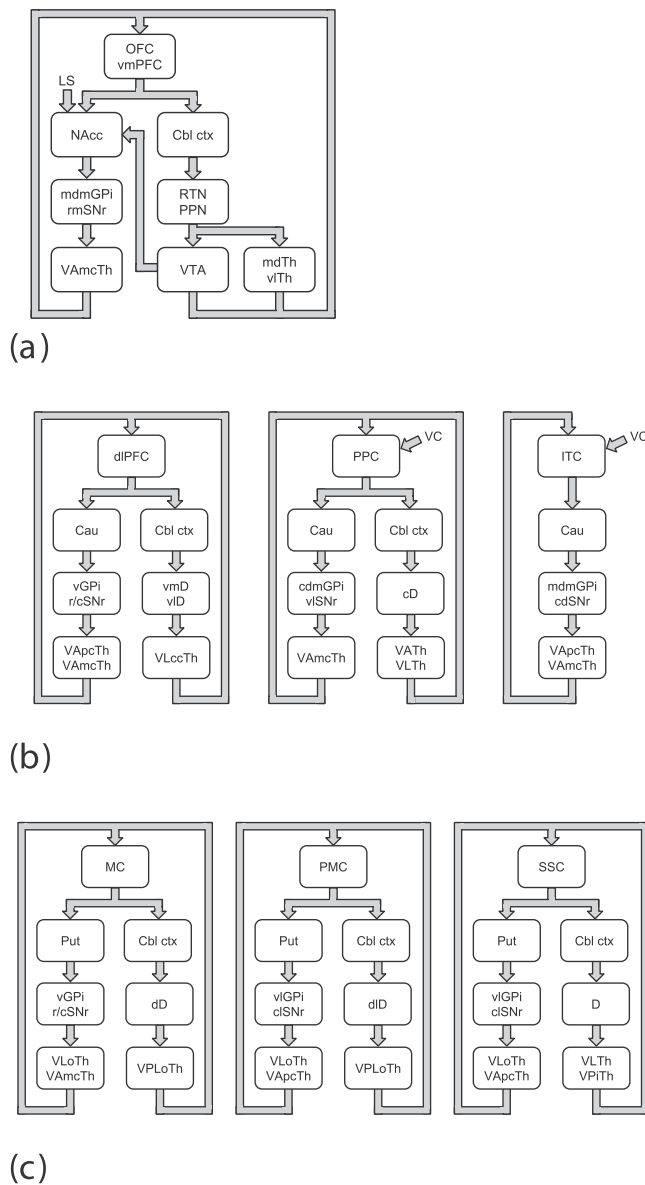 OFC
vmPFC
LS
NAcc
Cbl ctx
mdmGPi
rmSNr
RTN
PPN
VAmcTh
VTA
mdTh
vlTh
(a)
dlPFC
Cau
Cbl ctx
vGPi
r/cSNr
vmD
vlD
VApcTh
VAmcTh
VLccTh
PPC
VC
Cau
Cbl ctx
cdmGPi
vlSNr
cD
VAmcTh
VATh
VLTh
ITC
VC
Cau
mdmGPi
cdSNr
VApcTh
VAmcTh
(b)
MC
Put
Cbl ctx
vGPi
r/cSNr
dD
VLoTh
VAmcTh
VPLoTh
PMC
Put
Cbl ctx
vlGPi
clSNr
dlD
VLoTh
VApcTh
VPLoTh
SSC
Put
Cbl ctx
vlGPi
clSNr
D
VLoTh
VApcTh
VLTh
VPiTh
(c)